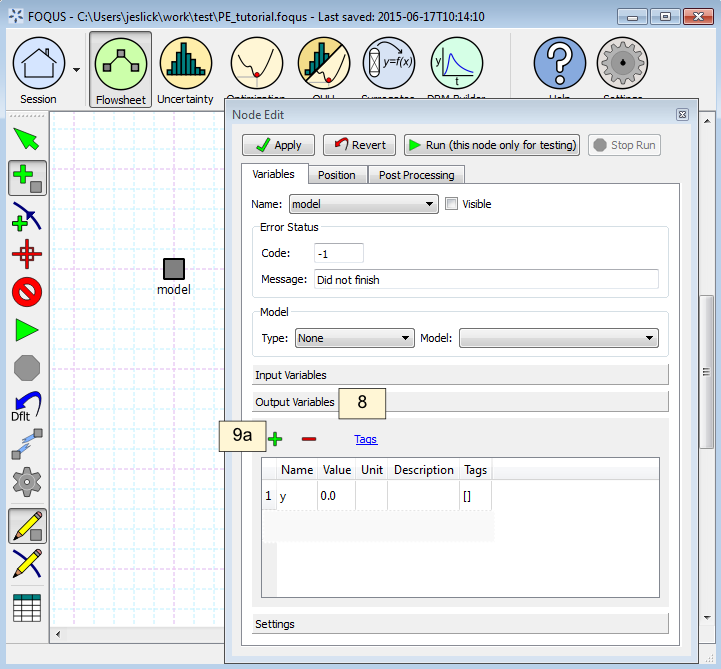 FOQUS - C:\Users\jeslick\work\test\PE_tutorial.foqus - Last saved: 2015-06-17T10:14:10
y=f(x)
y
t
?
Session
Flowsheet
Uncertainty
Optimization
OUU
Surrogates
DRM-Builder
Help
Settings
Node Edit
Apply
Revert
Run (this node only for testing)
Stop Run
Variables
Position
Post Processing
Name:
model
Visible
Error Status
Code:
-1
Message:
Did not finish
Model
Type:
None
Model:
Input Variables
Output Variables
8
9a
Tags
Name Value Unit Description Tags
1 y 0.0 []
Settings
model
Dflt